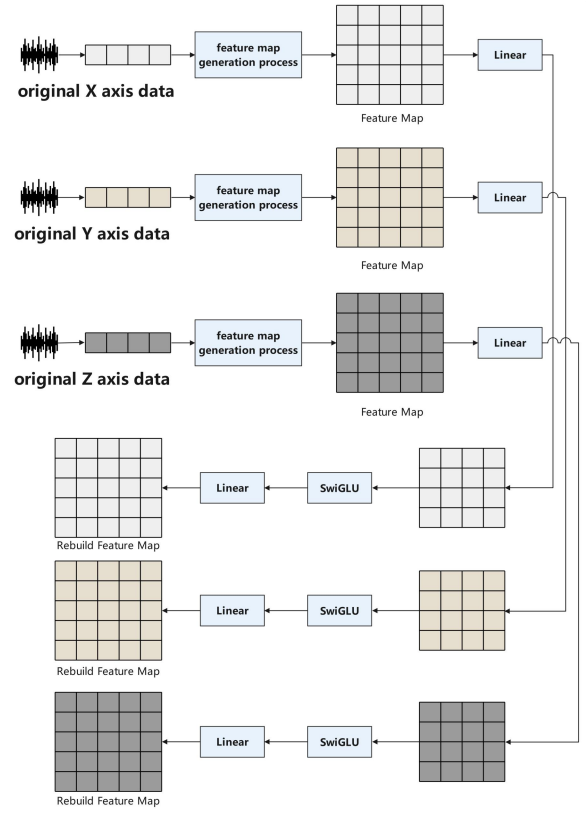 feature map
generation process
Linear
original X axis data
Feature Map
feature map
generation process
Linear
original Y axis data
Feature Map
feature map
generation process
Linear
original Z axis data
Feature Map
Linear
SwiGLU
Rebuild Feature Map
Linear
SwiGLU
Rebuild Feature Map
Linear
SwiGLU
Rebuild Feature Map